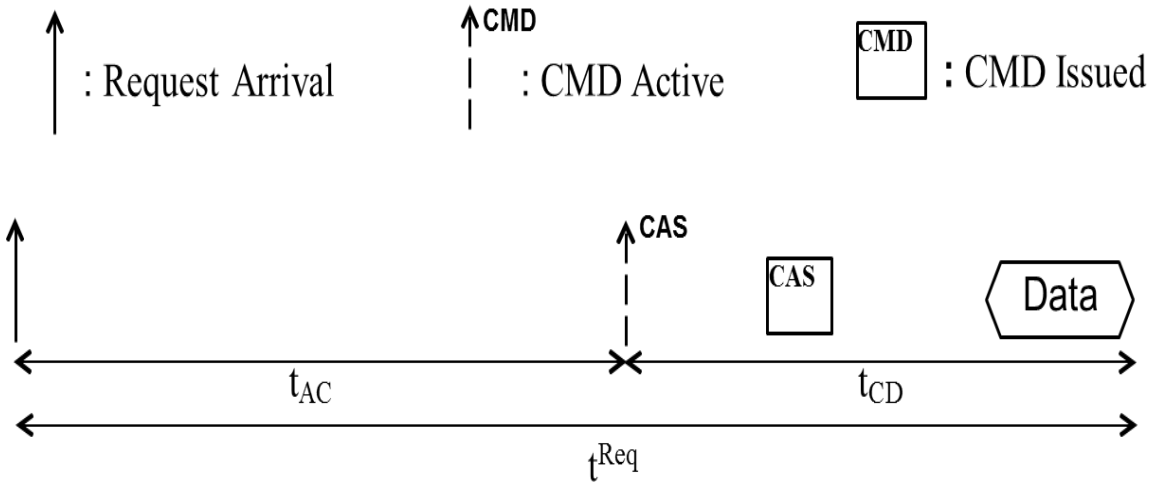 CMD
: Request Arrival
: CMD Active
CMD
: CMD Issued
CAS
CAS
Data
tAC
tCD
tReq